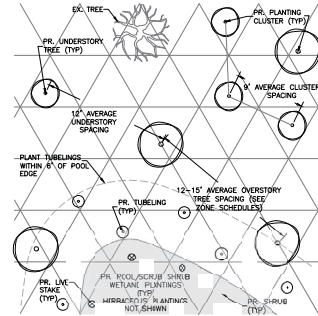 EX. TREE
PR. PLANTING
CLUSTER (TYP)
PR. UNDERSTORY
TREE (TYP)
9' AVERAGE CLUSTER
SPACING
12' AVERAGE
UNDERSTORY
SPACING
PLANT TUBELINGS
WITHIN 6' OF POOL
EDGE
12-15' AVERAGE OVERSTORY
TREE SPACING (SEE
ZONE SCHEDULES)
PR. TUBELING
(TYP)
PR. POOL/SCRUB SHRUB
WETLAND PLANTINGS
(TYP)
HERBACEOUS PLANTINGS
NOT SHOWN
PR. LIVE
STAKE
(TYP)
PR. SHRUB
(TYP)